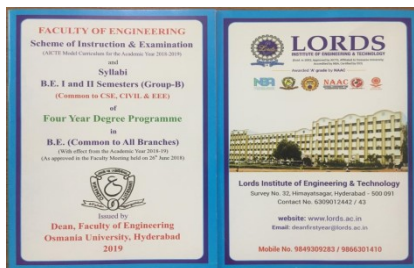 FACULTY OF ENGINEERING
Scheme of Instruction & Examination
(AICTE Model Curriculum for the Academic Year 2018-2019)
and
Syllabi
B.E. I and II Semesters (Group-B)
(Common to CSE, CIVIL & EEE)
of
Four Year Degree Programme
in
B.E. (Common to All Branches)
(With effect from the Academic Year 2018-19)
(As approved in the Faculty Meeting held on 26th June 2018)
Issued by
Dean, Faculty of Engineering
Osmania University, Hyderabad
2019
LORDS
INSTITUTE OF ENGINEERING & TECHNOLOGY
Awarded 'A' grade by NAAC
NBA
NAAC
Lords Institute of Engineering & Technology
Survey No. 32, Himayatsagar, Hyderabad - 500 091
Contact No. 6309012442 / 43
website: www.lords.ac.in
Email: deanfirstyear@lords.ac.in
Mobile No. 9849309283 / 9866301410